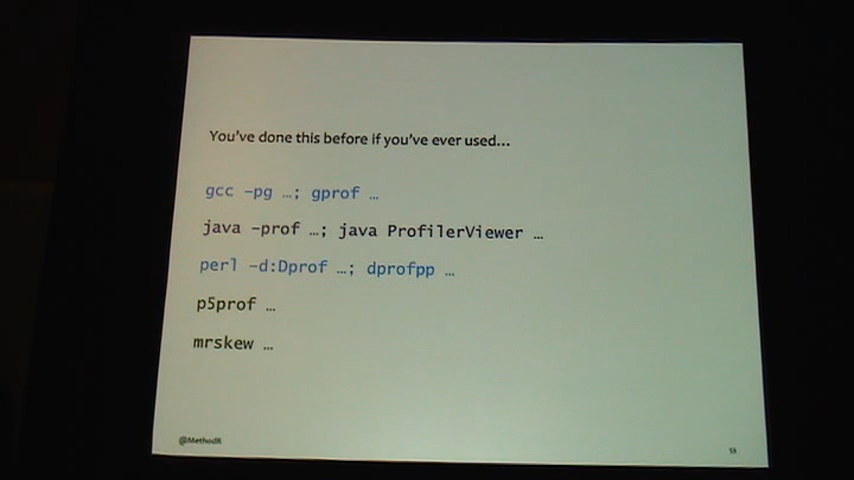 You've done this before if you've ever used...
gcc -pg …; gprof …
java -prof …; java ProfilerViewer …
perl -d:Dprof …; dprofpp …
p5prof …
mrskew …
@MethodR